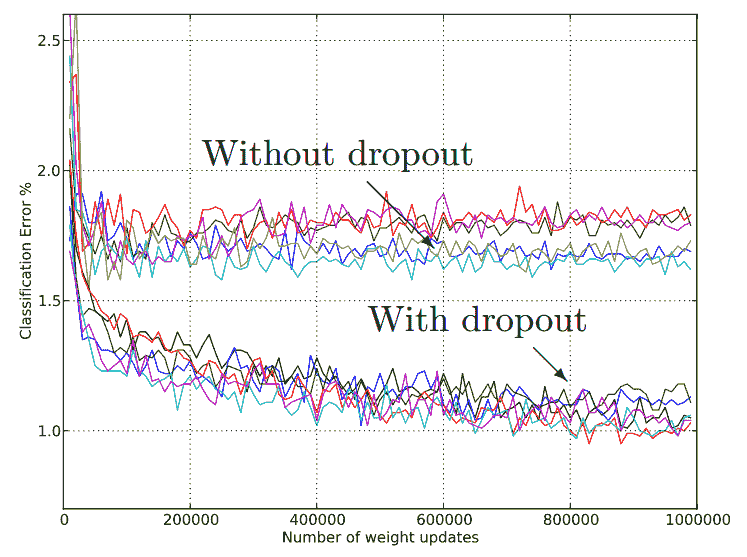 2.5
Without dropout
2.0
Classification Error %
1.5
With dropout
1.0
0 200000 400000 600000 800000 1000000
Number of weight updates